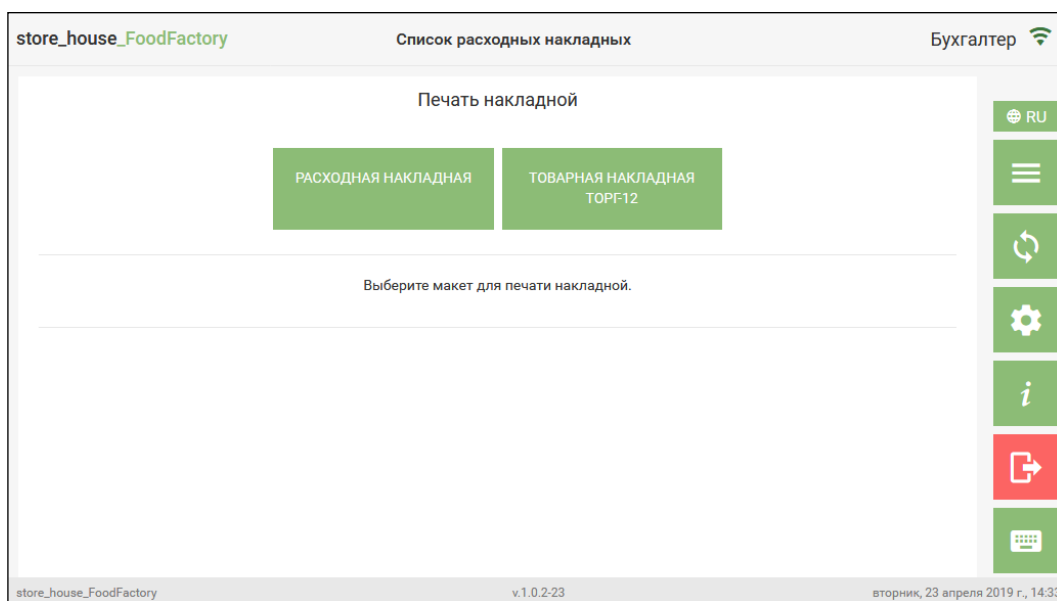 store_house_FoodFactory
Список расходных накладных
Бухгалтер
Печать накладной
RU
РАСХОДНАЯ НАКЛАДНАЯ
ТОВАРНАЯ НАКЛАДНАЯ
ТОРГ-12
Выберите макет для печати накладной.
i
store_house_FoodFactory
v.1.0.2-23
вторник, 23 апреля 2019 г., 14:33